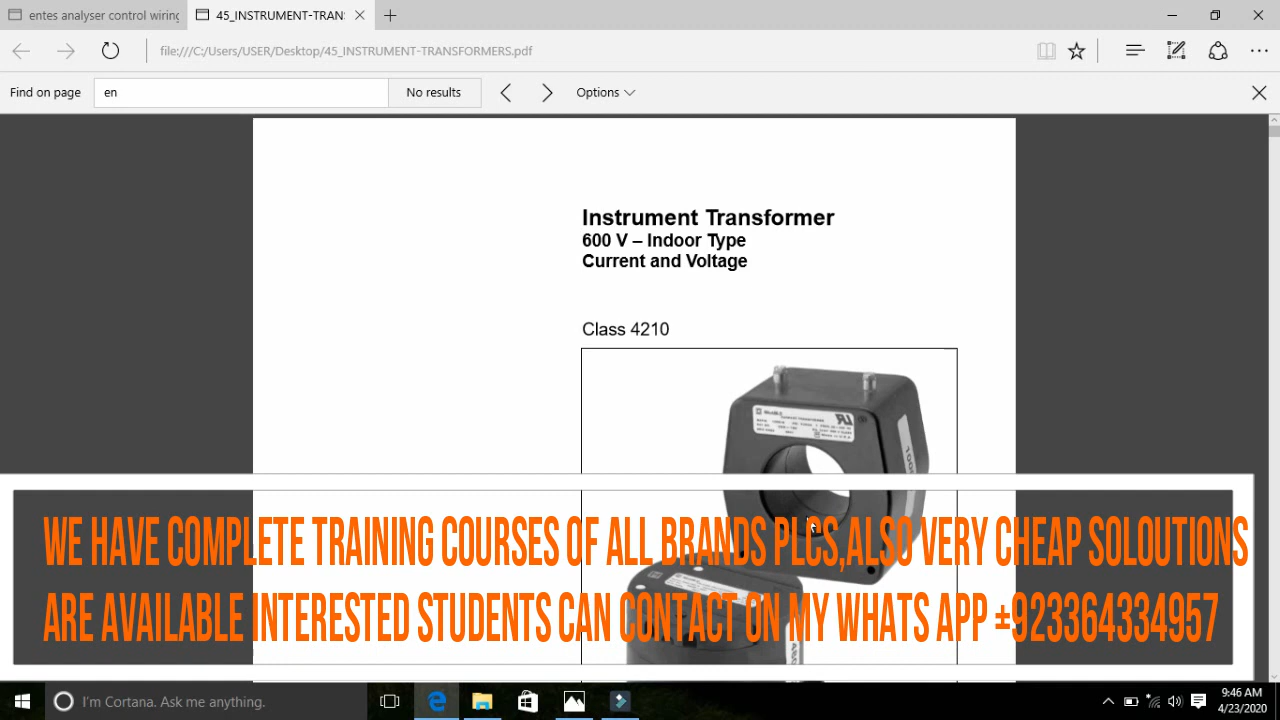 entes analyser control wiring
45_INSTRUMENT-TRAN
file:///C:/Users/USER/Desktop/45_INSTRUMENT-TRANSFORMERS.pdf
Find on page
en
No results
Options
Instrument Transformer
600 V – Indoor Type
Current and Voltage
Class 4210
WE HAVE COMPLETE TRAINING COURSES OF ALL BRANDS PLCS,ALSO VERY CHEAP SOLOUTIONS
ARE AVAILABLE INTERESTED STUDENTS CAN CONTACT ON MY WHATS APP ±923364334957
I'm Cortana. Ask me anything.
9:46 AM
4/23/2020